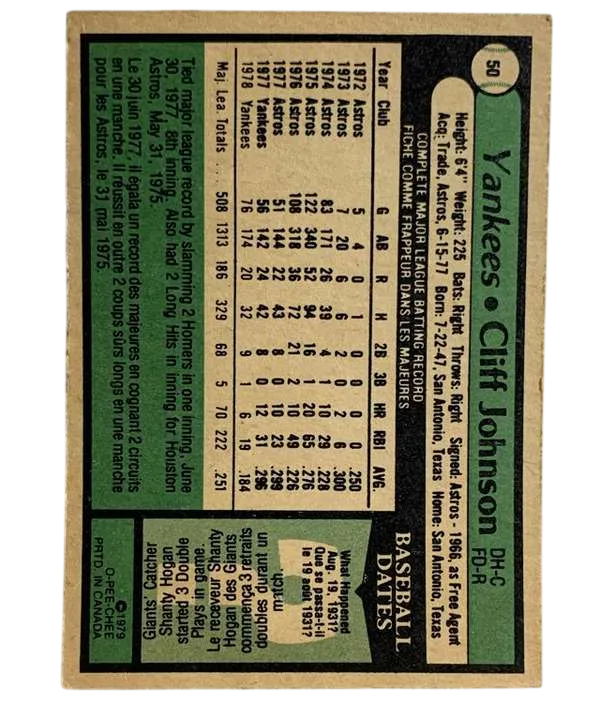 50
Yankees • Cliff Johnson DH-C
FD-R
Height: 6'4" Weight: 225 Bats: Right Throws: Right Signed: Astros - 1966, as Free Agent
Acq: Trade, Astros, 6-15-77 Born: 7-22-47, San Antonio, Texas Home: San Antonio, Texas
COMPLETE MAJOR LEAGUE BATTING RECORD
FICHE COMME FRAPPEUR DANS LES MAJEURES
Year Club G AB R H 2B 3B HR RBI AVG.
1972 Astros 5 4 0 1 0 0 0 0 .250
1973 Astros 7 20 6 6 2 0 2 6 .300
1974 Astros 83 171 26 39 4 1 10 29 .228
1975 Astros 122 340 52 94 16 1 20 65 .276
1976 Astros 108 318 36 72 21 2 10 49 .226
1977 Astros 51 144 22 43 8 0 10 23 .299
1977 Yankees 56 142 24 42 8 0 12 31 .296
1978 Yankees 76 174 20 32 9 1 6 19 .184
Maj. Lea. Totals 508 1313 186 329 68 5 70 222 .251
Tied major league record by slamming 2 Homers in one inning, June
30, 1977, 8th inning. Also had 2 Long Hits in inning for Houston
Astros, May 31, 1975.
Le 30 juin 1977, il égala un record des majeures en cognant 2 circuits
en une manche. Il réussit en outre 2 coups sûrs longs en une manche
pour les Astros, le 31 mai 1975.
BASEBALL
DATES
What Happened
Aug. 19, 1931?
Que se passa-t-il
le 19 août 1931?
Giants' Catcher
Shanty Hogan
started 3 Double
Plays in game
Le receveur Shanty
Hogan des Giants
commença 3 retraits
doubles durant un
match
©1979
O-PEE-CHEE
PRTD. IN CANADA